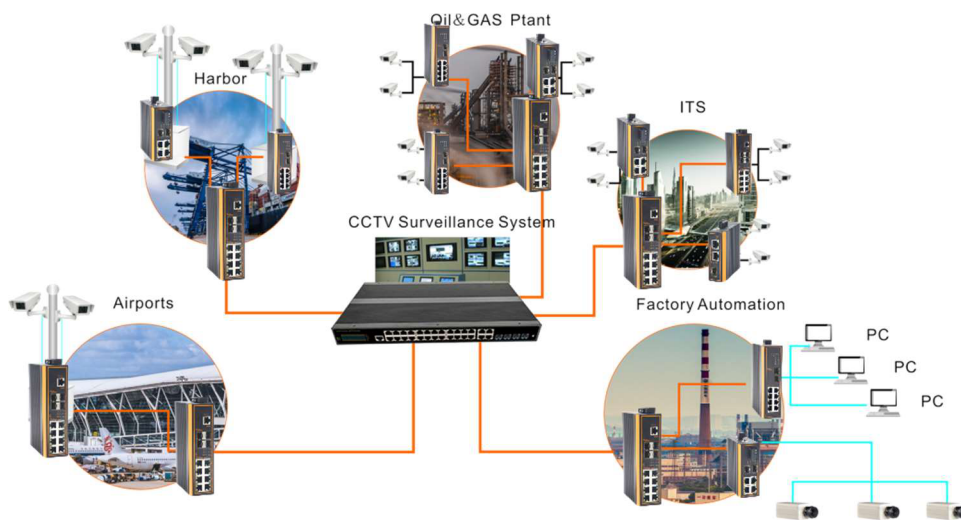 Oil&GAS Ptant
Harbor
ITS
CCTV Surveillance System
Airports
Factory Automation
PC
PC
PC